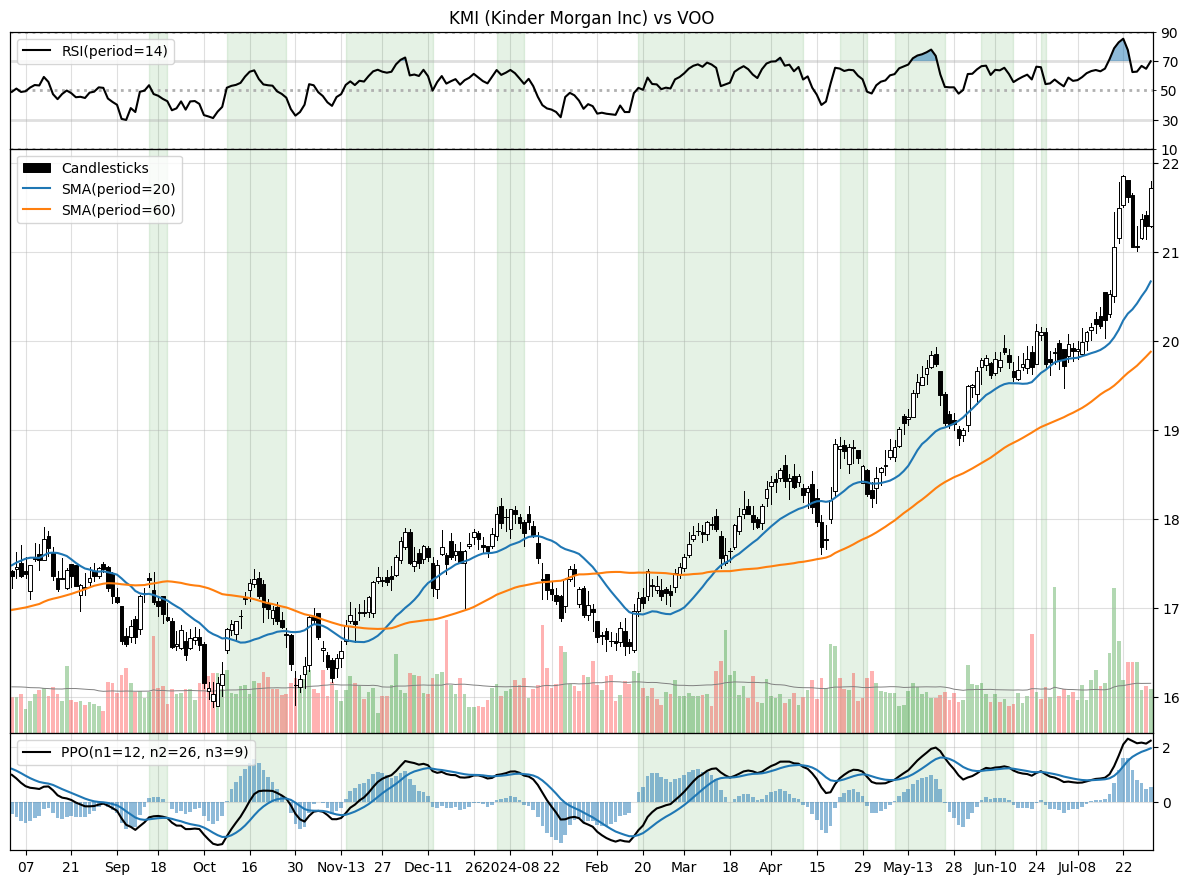 KMI (Kinder Morgan Inc) vs VOO
RSI(period=14)
90
70
50
30
10
Candlesticks
SMA(period=20)
SMA(period=60)
22
21
20
19
18
17
16
PPO(n1=12, n2=26, n3=9)
2
0
07 21 Sep 18 Oct 16 30 Nov-13 27 Dec-11 26 2024-08 22 Feb 20 Mar 18 Apr 15 29 May-13 28 Jun-10 24 Jul-08 22